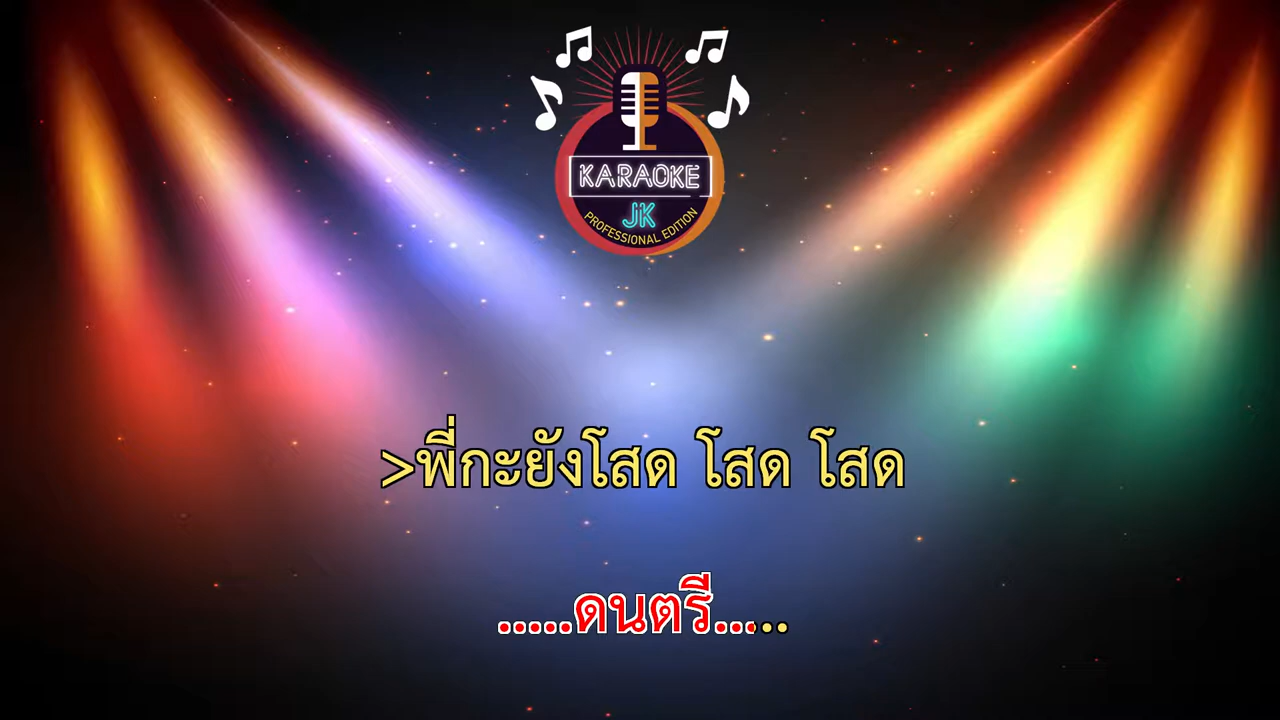 KARAOKE
JK
PROFESSIONAL EDITION
>พี่กะยังโสด โสด โสด
.....ดนตรี.....